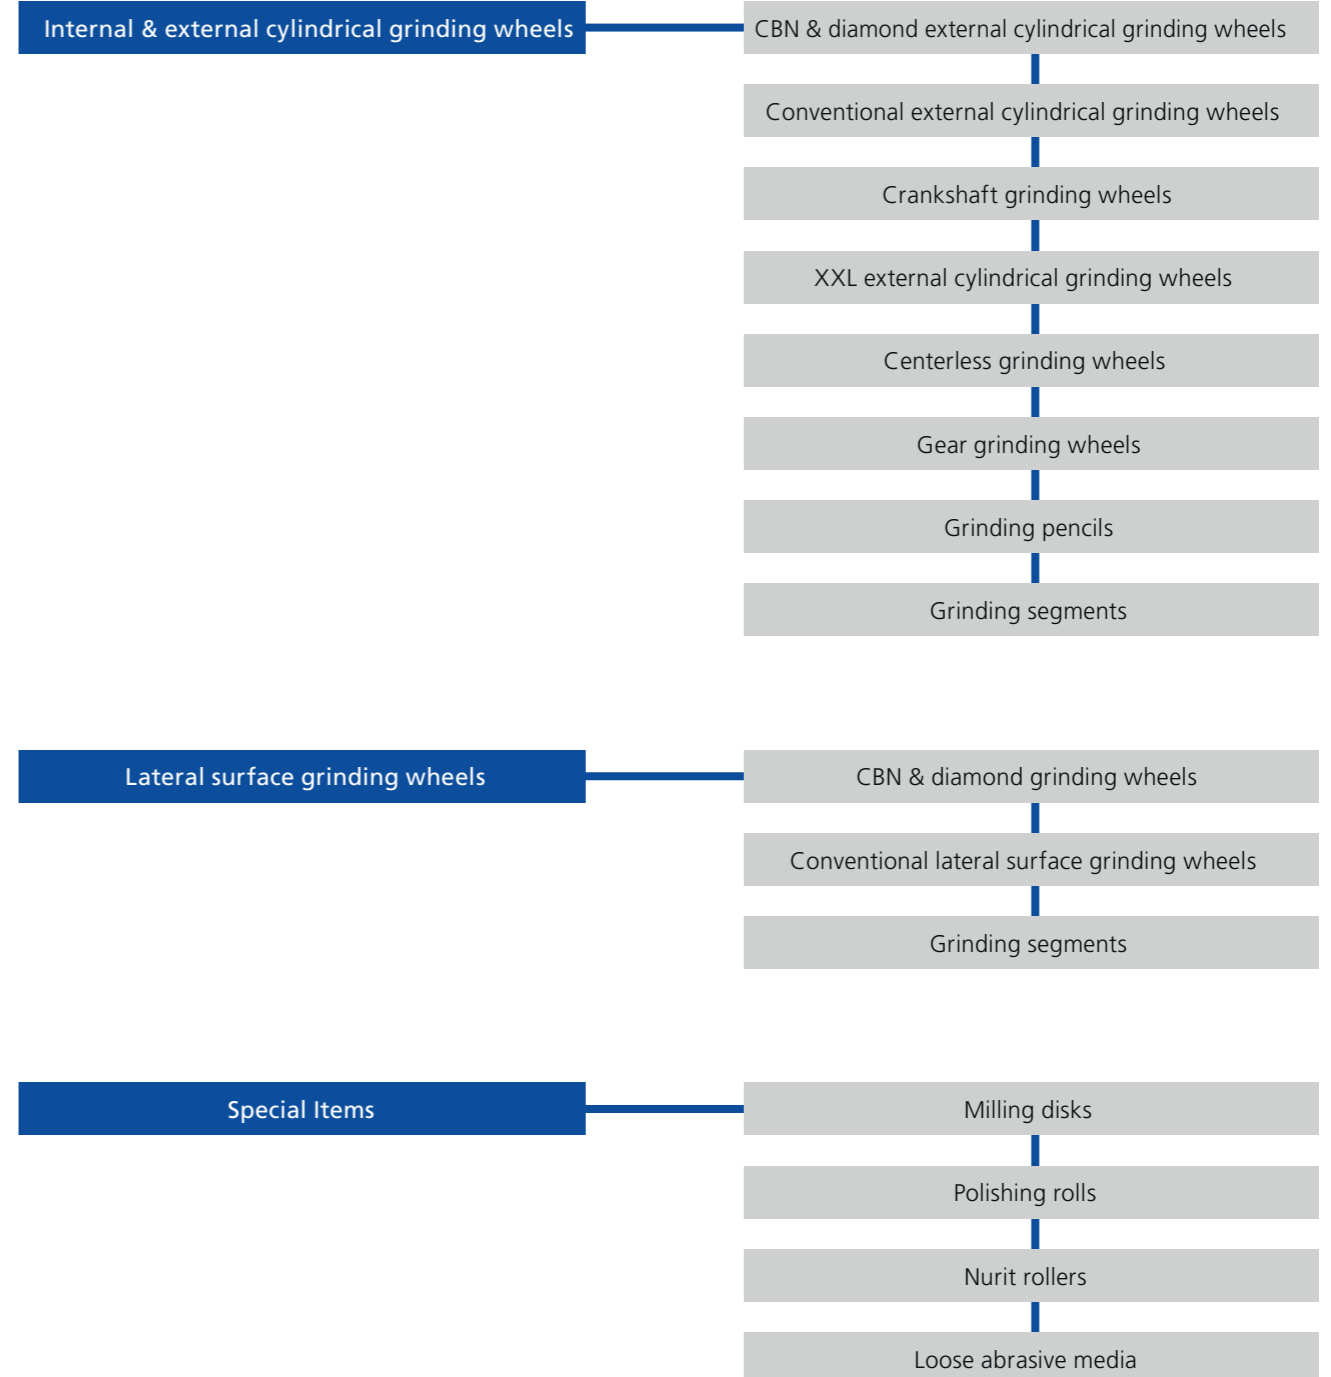 Internal & external cylindrical grinding wheels
CBN & diamond external cylindrical grinding wheels
Conventional external cylindrical grinding wheels
Crankshaft grinding wheels
XXL external cylindrical grinding wheels
Centerless grinding wheels
Gear grinding wheels
Grinding pencils
Grinding segments
Lateral surface grinding wheels
CBN & diamond grinding wheels
Conventional lateral surface grinding wheels
Grinding segments
Special Items
Milling disks
Polishing rolls
Nurit rollers
Loose abrasive media